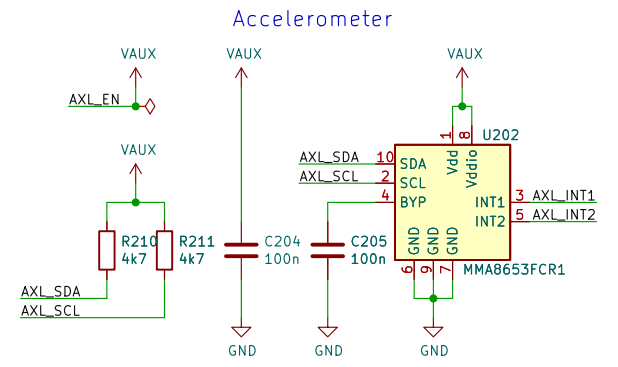 Accelerometer
VAUX
VAUX
VAUX
AXL_EN
VAUX
U202
1
8
Vdd
Vddio
AXL_SDA
10
SDA
AXL_SCL
2
SCL
4
BYP
INT1
3
AXL_INT1
INT2
5
AXL_INT2
GND
GND
GND
6
9
7
MMA8653FCR1
R210
4k7
R211
4k7
C204
100n
C205
100n
AXL_SDA
AXL_SCL
GND
GND
GND